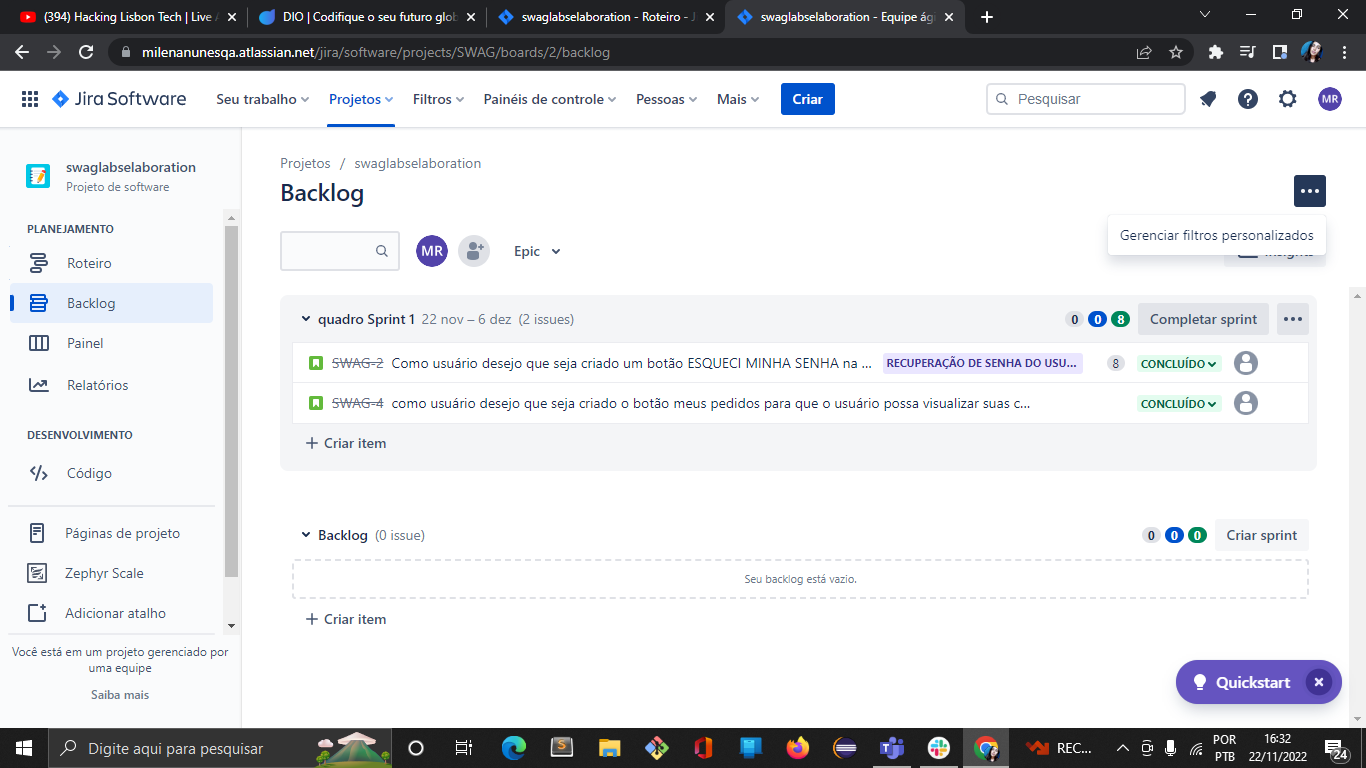 (394) Hacking Lisbon Tech | Live A
DIO | Codifique o seu futuro glob
swaglabselaboration - Roteiro - J
swaglabselaboration - Equipe ági
milenanunesqa.atlassian.net/jira/software/projects/SWAG/boards/2/backlog
Jira Software
Seu trabalho
Projetos
Filtros
Painéis de controle
Pessoas
Mais
Criar
Pesquisar
MR
swaglabselaboration
Projeto de software
PLANEJAMENTO
Roteiro
Backlog
Painel
Relatórios
DESENVOLVIMENTO
Código
Páginas de projeto
Zephyr Scale
Adicionar atalho
Você está em um projeto gerenciado por
uma equipe
Saiba mais
Projetos / swaglabselaboration
Backlog
MR
Epic
Gerenciar filtros personalizados
quadro Sprint 1 22 nov – 6 dez (2 issues)
0 0 8
Completar sprint
SWAG-2 Como usuário desejo que seja criado um botão ESQUECI MINHA SENHA na ... RECUPERAÇÃO DE SENHA DO USU... 8 CONCLUÍDO
SWAG-4 como usuário desejo que seja criado o botão meus pedidos para que o usuário possa visualizar suas c... CONCLUÍDO
+ Criar item
Backlog (0 issue)
0 0 0
Criar sprint
Seu backlog está vazio.
+ Criar item
Quickstart
Digite aqui para pesquisar
REC...
POR
PTB
16:32
22/11/2022
24